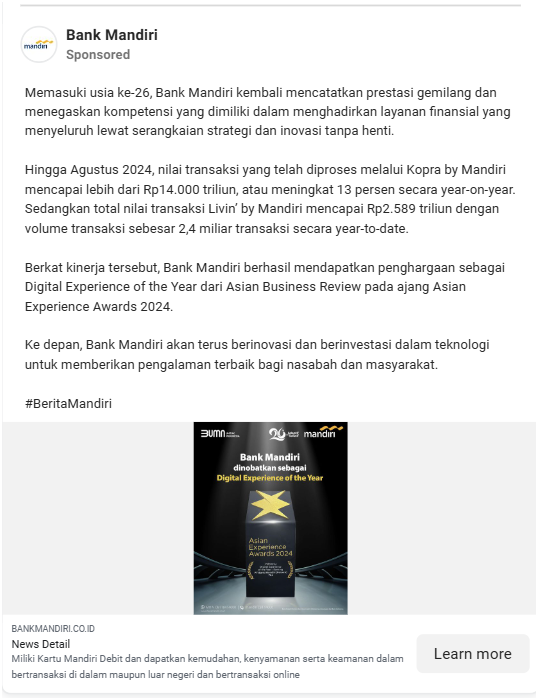 mandiri
Bank Mandiri
Sponsored
Memasuki usia ke-26, Bank Mandiri kembali mencatatkan prestasi gemilang dan
menegaskan kompetensi yang dimiliki dalam menghadirkan layanan finansial yang
menyeluruh lewat serangkaian strategi dan inovasi tanpa henti.
Hingga Agustus 2024, nilai transaksi yang telah diproses melalui Kopra by Mandiri
mencapai lebih dari Rp14.000 triliun, atau meningkat 13 persen secara year-on-year.
Sedangkan total nilai transaksi Livin’ by Mandiri mencapai Rp2.589 triliun dengan
volume transaksi sebesar 2,4 miliar transaksi secara year-to-date.
Berkat kinerja tersebut, Bank Mandiri berhasil mendapatkan penghargaan sebagai
Digital Experience of the Year dari Asian Business Review pada ajang Asian
Experience Awards 2024.
Ke depan, Bank Mandiri akan terus berinovasi dan berinvestasi dalam teknologi
untuk memberikan pengalaman terbaik bagi nasabah dan masyarakat.
#BeritaMandiri
BUMN 26 mandiri
Bank Mandiri
dinobatkan sebagai
Digital Experience of the Year
Asian
Experience
Awards 2024
BANKMANDIRI.CO.ID
News Detail
Miliki Kartu Mandiri Debit dan dapatkan kemudahan, kenyamanan serta keamanan dalam
bertransaksi di dalam maupun luar negeri dan bertransaksi online
Learn more